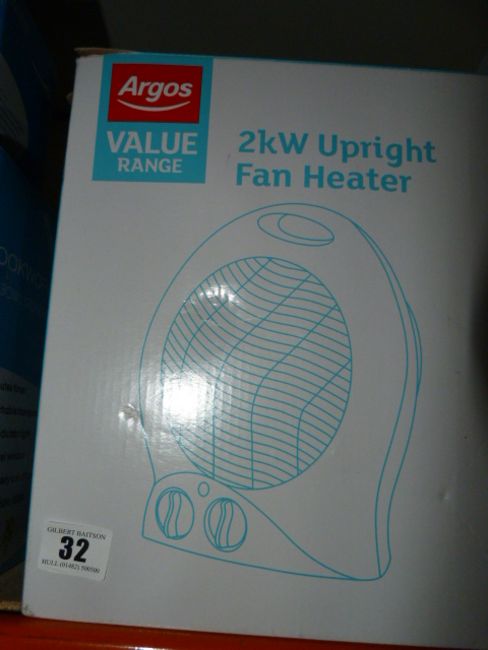 Argos
VALUE
RANGE
2kW Upright
Fan Heater
GILBERT BAITSON
32
HULL (01482) 500500